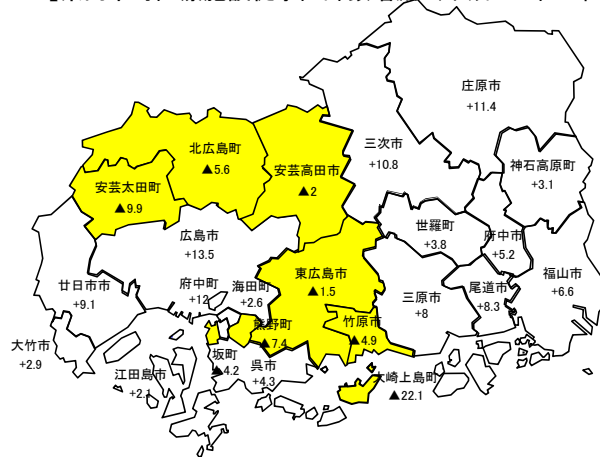 庄原市
+11.4
三次市
+10.8
北広島町
▲5.6
安芸高田市
▲2
神石高原町
+3.1
安芸太田町
▲9.9
世羅町
+3.8
府中市
+5.2
広島市
+13.5
東広島市
▲1.5
福山市
+6.6
廿日市市
+9.1
府中町
+12
海田町
+2.6
三原市
+8
尾道市
+8.3
熊野町
▲7.4
竹原市
▲4.9
大竹市
+2.9
坂町
▲4.2
呉市
+4.3
江田島市
+2.1
大崎上島町
▲22.1